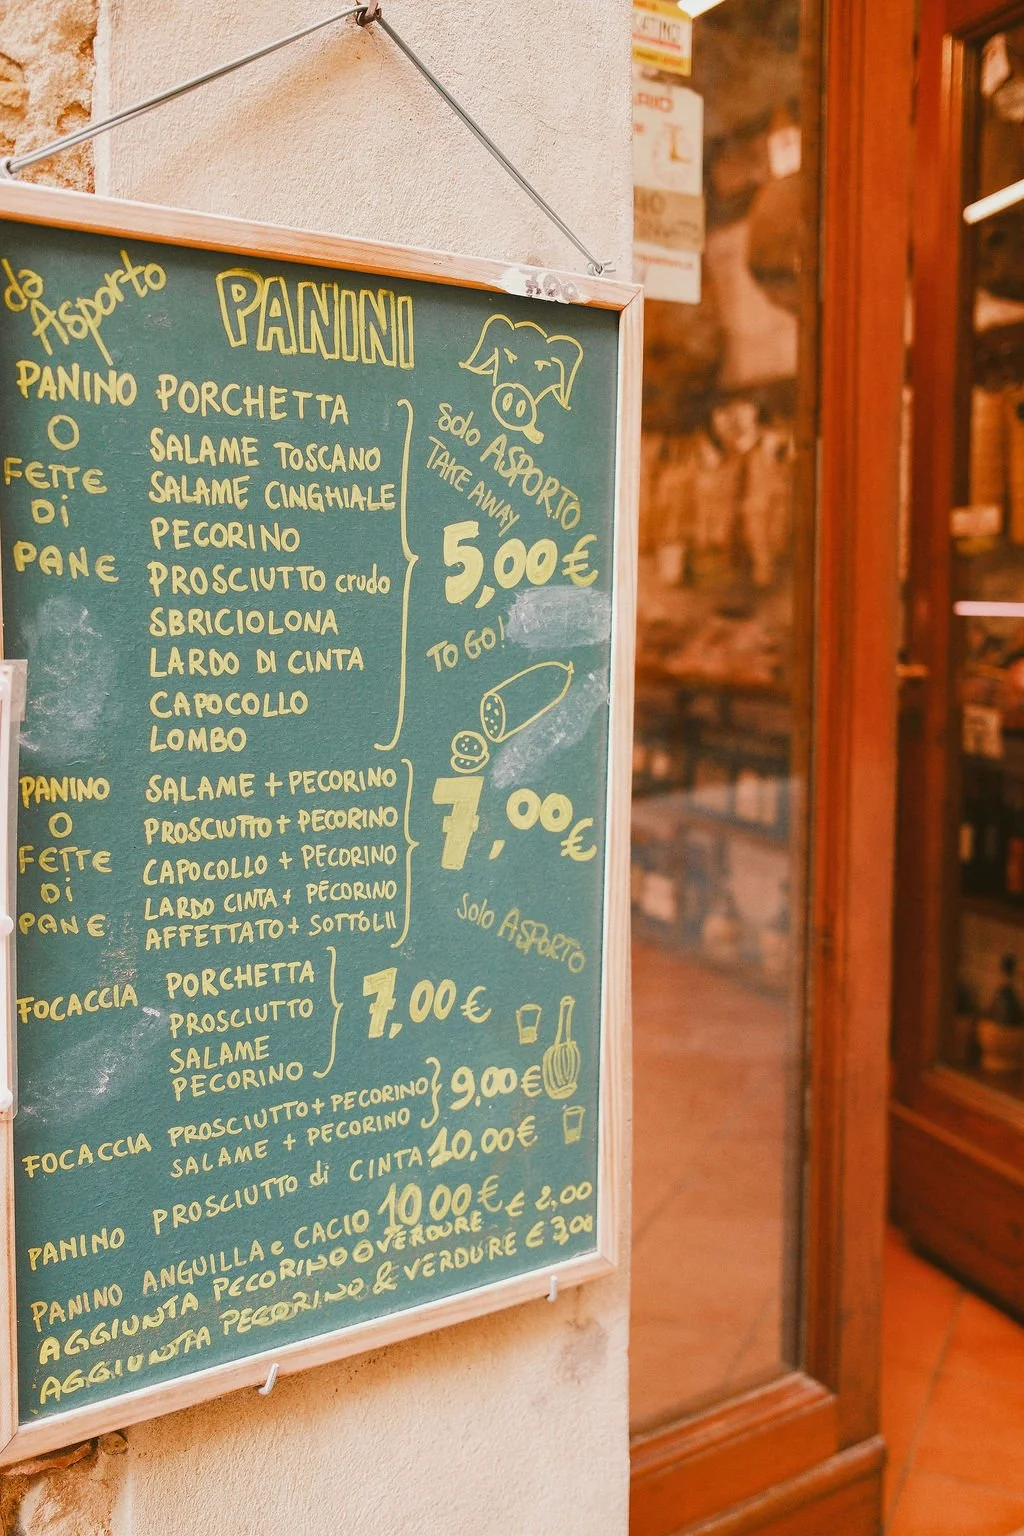 da Asporto
PANINI
PANINO
O
FETTE
DI
PANE
PORCHETTA
SALAME TOSCANO
SALAME CINGHIALE
PECORINO
PROSCIUTTO crudo
SBRICIOLONA
LARDO DI CINTA
CAPOCOLLO
LOMBO
solo ASPORTO
TAKE AWAY
5,00€
TO GO!
PANINO
O
FETTE
DI
PANE
SALAME + PECORINO
PROSCIUTTO + PECORINO
CAPOCOLLO + PECORINO
LARDO CINTA + PECORINO
AFFETTATO + SOTTOLII
7,00€
solo ASPORTO
FOCACCIA
PORCHETTA
PROSCIUTTO
SALAME
PECORINO
7,00€
FOCACCIA
PROSCIUTTO + PECORINO
SALAME + PECORINO
9,00€
PANINO PROSCIUTTO di CINTA 10,00€
PANINO ANGUILLA e CACIO 10 00€
AGGIUNTA PECORINO O VERDURE € 2,00
AGGIUNTA PECORINO & VERDURE € 3,00